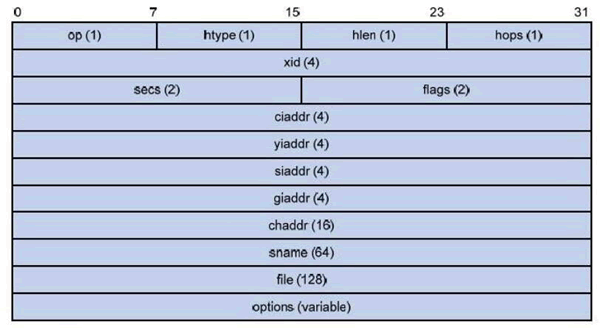 0 7 15 23 31
op (1) htype (1) hlen (1) hops (1)
xid (4)
secs (2) flags (2)
ciaddr (4)
yiaddr (4)
siaddr (4)
giaddr (4)
chaddr (16)
sname (64)
file (128)
options (variable)